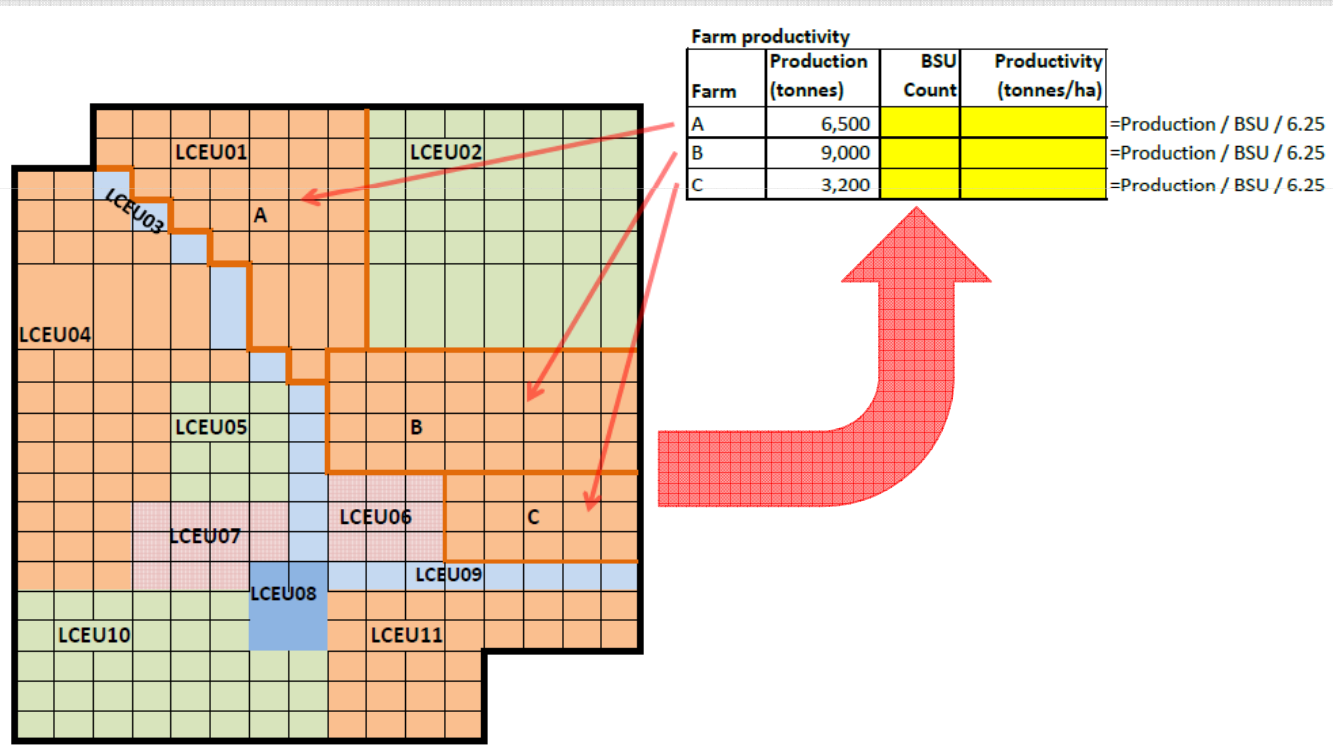 Farm productivity
Farm Production (tonnes) BSU Count Productivity (tonnes/ha)
A 6,500 =Production / BSU / 6.25
B 9,000 =Production / BSU / 6.25
C 3,200 =Production / BSU / 6.25
LCEU01 LCEU02
LCEU03
A
LCEU04
LCEU05 B
LCEU06 C
LCEU07
LCEU09
LCEU08
LCEU10 LCEU11